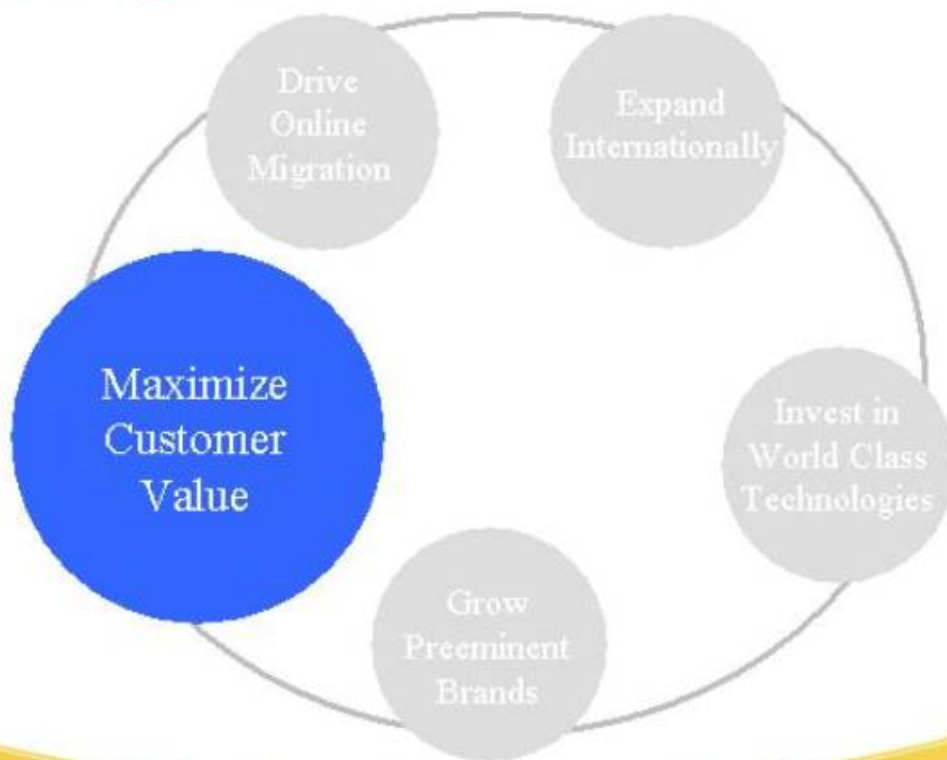 Drive
Online
Migration
Expand
Internationally
Maximize
Customer
Value
Invest in
World Class
Technologies
Grow
Preeminent
Brands